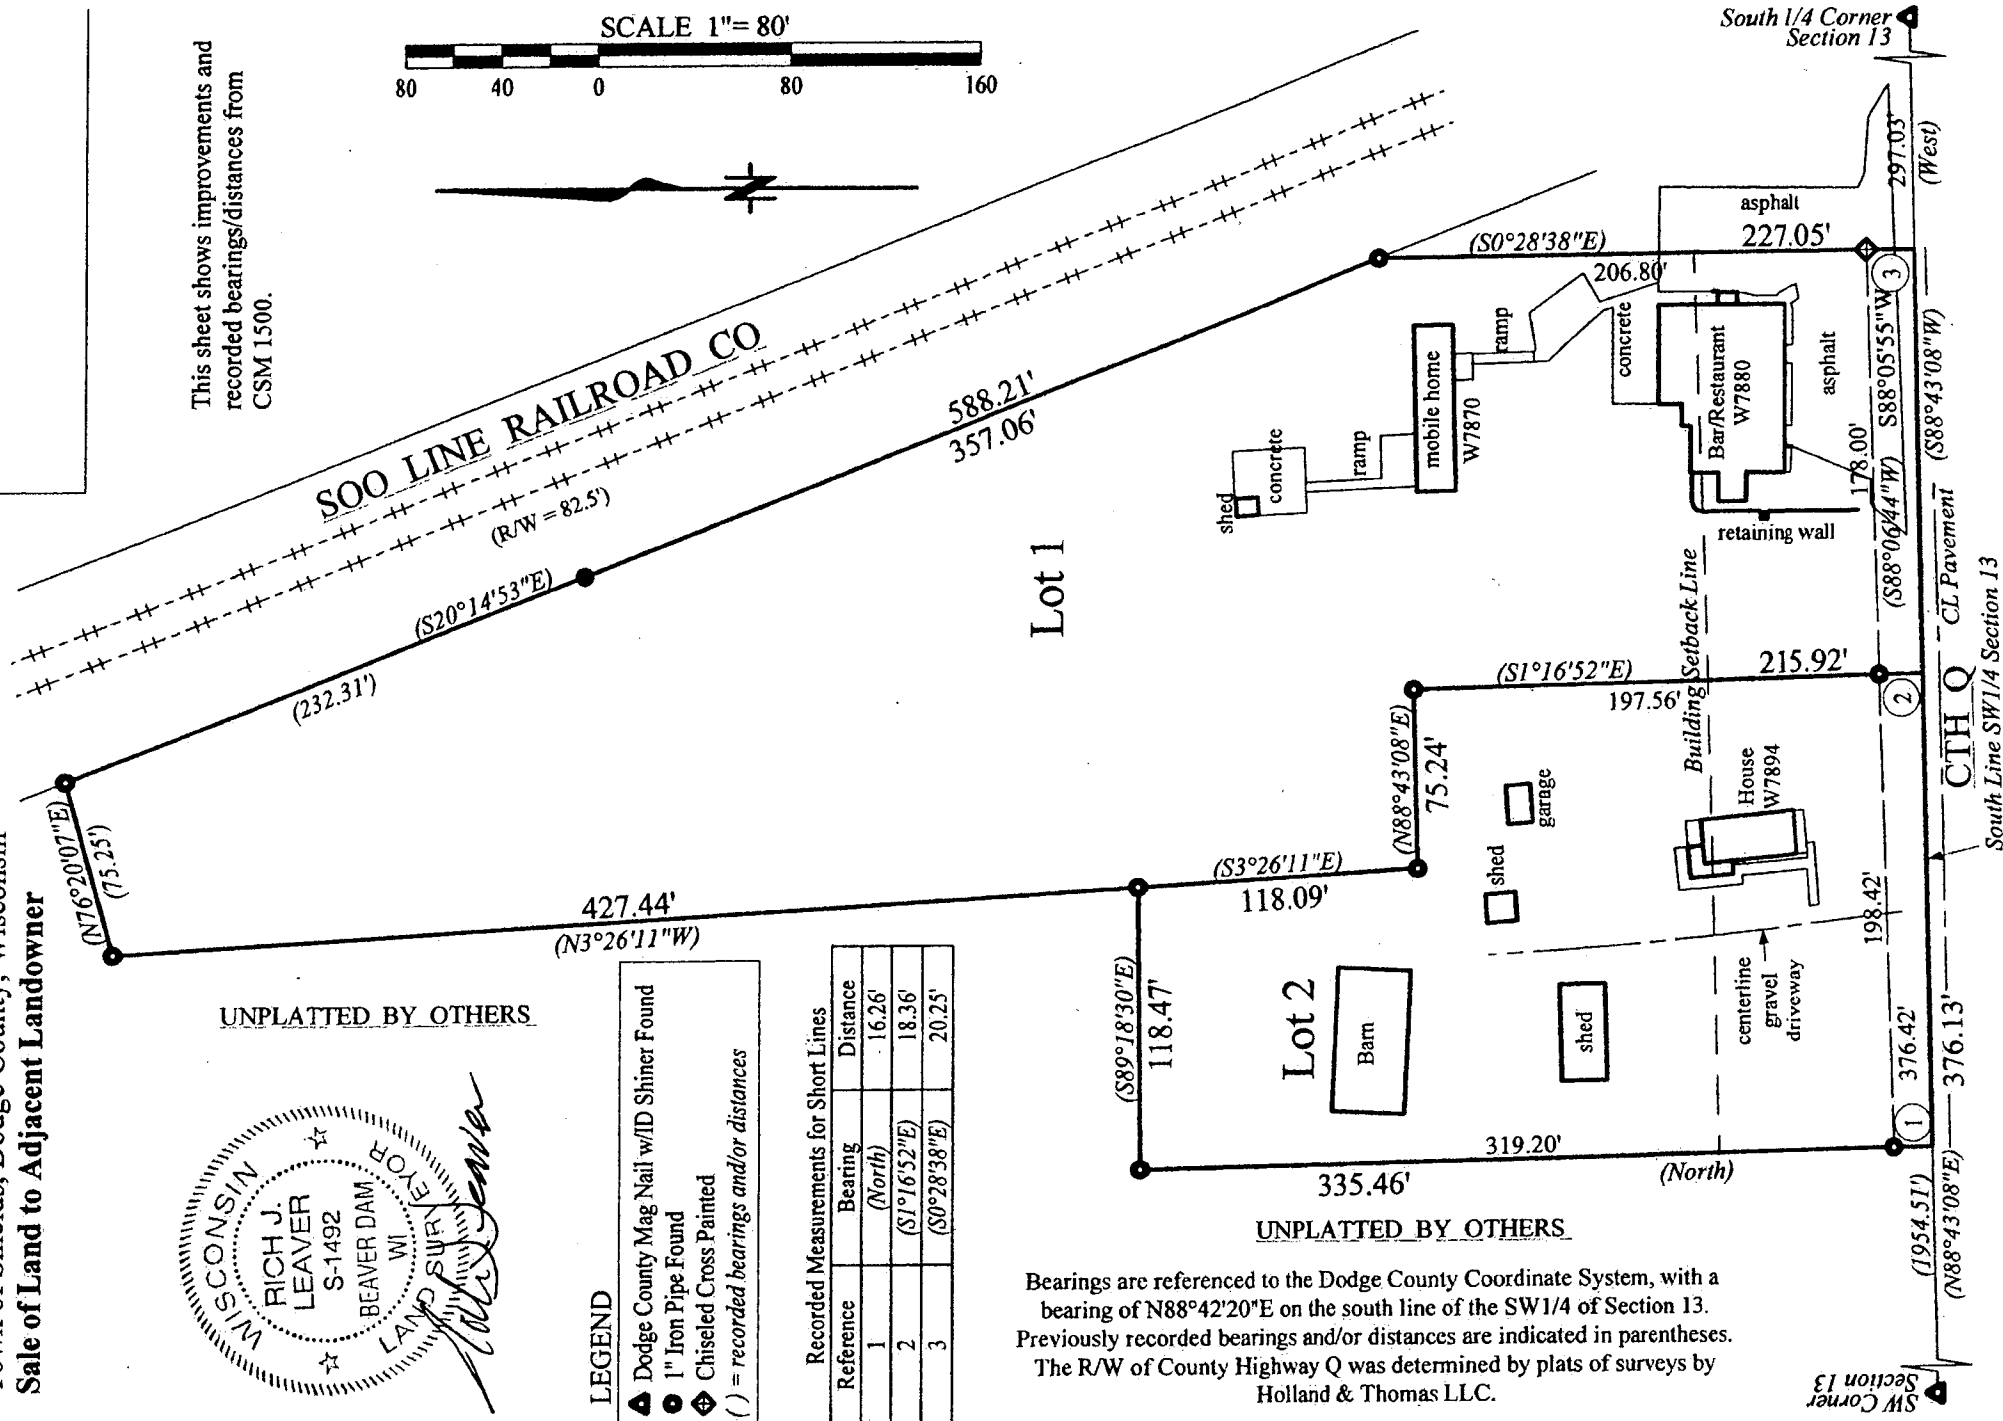 Sale of Land to Adjacent Landowner
This sheet shows improvements and
recorded bearings/distances from
CSM 1500.
SCALE 1"= 80'
80 40 0 80 160
South 1/4 Corner
Section 13
SOO LINE RAILROAD CO
(R/W = 82.5')
(S20°14'53"E)
(232.31')
588.21'
357.06'
(N76°20'07"E)
(75.25')
427.44'
(N3°26'11"W)
UNPLATTED BY OTHERS
Lot 1
(S0°28'38"E)
227.05'
206.80'
asphalt
297.03'
(West)
concrete
ramp
mobile home
W7870
Bar/Restaurant
W7880
asphalt
shed
concrete
ramp
retaining wall
178.00'
S88°05'55"W
(S88°06'44"W)
(S88°43'08"W)
3
CL Pavement
South Line SW1/4 Section 13
CTH Q
(S1°16'52"E)
215.92'
197.56'
2
Building Setback Line
(N88°43'08"E)
75.24'
(S3°26'11"E)
118.09'
garage
shed
House
W7894
198.42'
centerline
gravel
driveway
(S89°18'30"E)
118.47'
Lot 2
Barn
shed
376.42'
376.13'
1
319.20'
335.46'
(North)
(1954.51')
(N88°43'08"E)
SW Corner
Section 13
UNPLATTED BY OTHERS
WISCONSIN
RICH J.
LEAVER
S-1492
BEAVER DAM
WI
LAND SURVEYOR
LEGEND
Dodge County Mag Nail w/ID Shiner Found
1" Iron Pipe Found
Chiseled Cross Painted
( ) = recorded bearings and/or distances
Recorded Measurements for Short Lines
Reference Bearing Distance
1 (North) 16.26'
2 (S1°16'52"E) 18.36'
3 (S0°28'38"E) 20.25'
Bearings are referenced to the Dodge County Coordinate System, with a
bearing of N88°42'20"E on the south line of the SW1/4 of Section 13.
Previously recorded bearings and/or distances are indicated in parentheses.
The R/W of County Highway Q was determined by plats of surveys by
Holland & Thomas LLC.